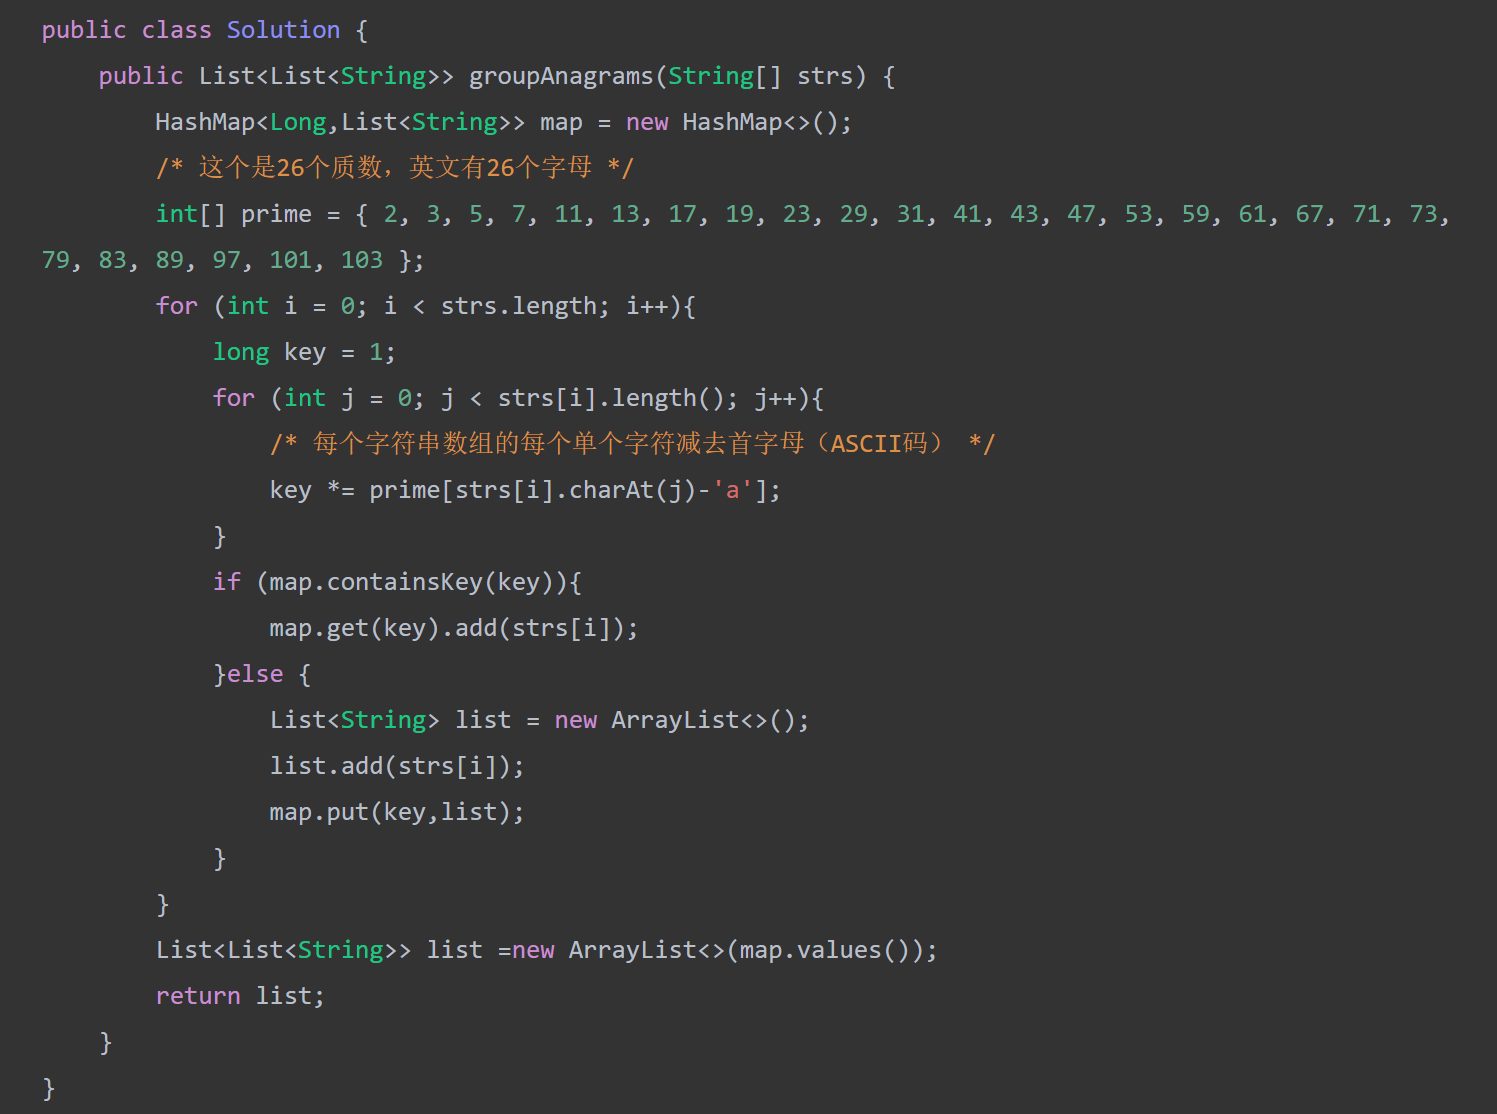 public class Solution {
    public List<List<String>> groupAnagrams(String[] strs) {
        HashMap<Long,List<String>> map = new HashMap<>();
        /* 这个是26个质数，英文有26个字母 */
        int[] prime = { 2, 3, 5, 7, 11, 13, 17, 19, 23, 29, 31, 41, 43, 47, 53, 59, 61, 67, 71, 73,
79, 83, 89, 97, 101, 103 };
        for (int i = 0; i < strs.length; i++){
            long key = 1;
            for (int j = 0; j < strs[i].length(); j++){
                /* 每个字符串数组的每个单个字符减去首字母（ASCII码） */
                key *= prime[strs[i].charAt(j)-'a'];
            }
            if (map.containsKey(key)){
                map.get(key).add(strs[i]);
            }else {
                List<String> list = new ArrayList<>();
                list.add(strs[i]);
                map.put(key,list);
            }
        }
        List<List<String>> list =new ArrayList<>(map.values());
        return list;
    }
}